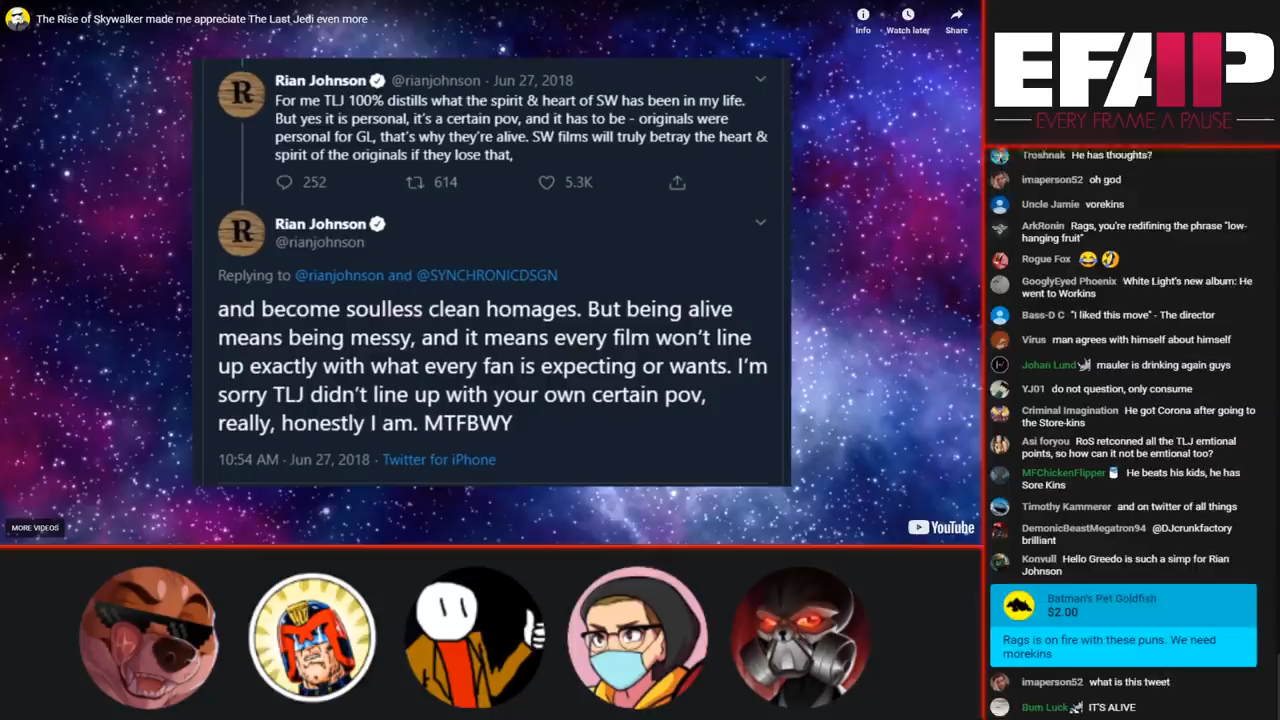 The Rise of Skywalker made me appreciate The Last Jedi even more
Info
Watch later
Share
Rian Johnson @rianjohnson · Jun 27, 2018
For me TLJ 100% distills what the spirit & heart of SW has been in my life.
But yes it is personal, it's a certain pov, and it has to be - originals were
personal for GL, that's why they're alive. SW films will truly betray the heart &
spirit of the originals if they lose that,
252
614
5.3K
Rian Johnson
@rianjohnson
Replying to @rianjohnson and @SYNCHRONICDSGN
and become soulless clean homages. But being alive
means being messy, and it means every film won't line
up exactly with what every fan is expecting or wants. I'm
sorry TLJ didn't line up with your own certain pov,
really, honestly I am. MTFBWY
10:54 AM · Jun 27, 2018 · Twitter for iPhone
MORE VIDEOS
YouTube
EFAP
EVERY FRAME A PAUSE
Troshnak He has thoughts?
imaperson52 oh god
Uncle Jamie vorekins
ArkRonin Rags, you're redifining the phrase "low-
hanging fruit"
Rogue Fox 😂 🤣
GooglyEyed Phoenix White Light's new album: He
went to Workins
Bass-D C "I liked this move" - The director
Virus man agrees with himself about himself
Johan Lund mauler is drinking again guys
YJ01 do not question, only consume
Criminal Imagination He got Corona after going to
the Store-kins
Asi foryou RoS retconned all the TLJ emtional
points, so how can it not be emtional too?
MFChickenFlipper He beats his kids, he has
Sore Kins
Timothy Kammerer and on twitter of all things
DemonicBeastMegatron94 @DJcrunkfactory
brilliant
Konvull Hello Greedo is such a simp for Rian
Johnson
Batman's Pet Goldfish
$2.00
Rags is on fire with these puns. We need
morekins
imaperson52 what is this tweet
Bum Luck IT'S ALIVE